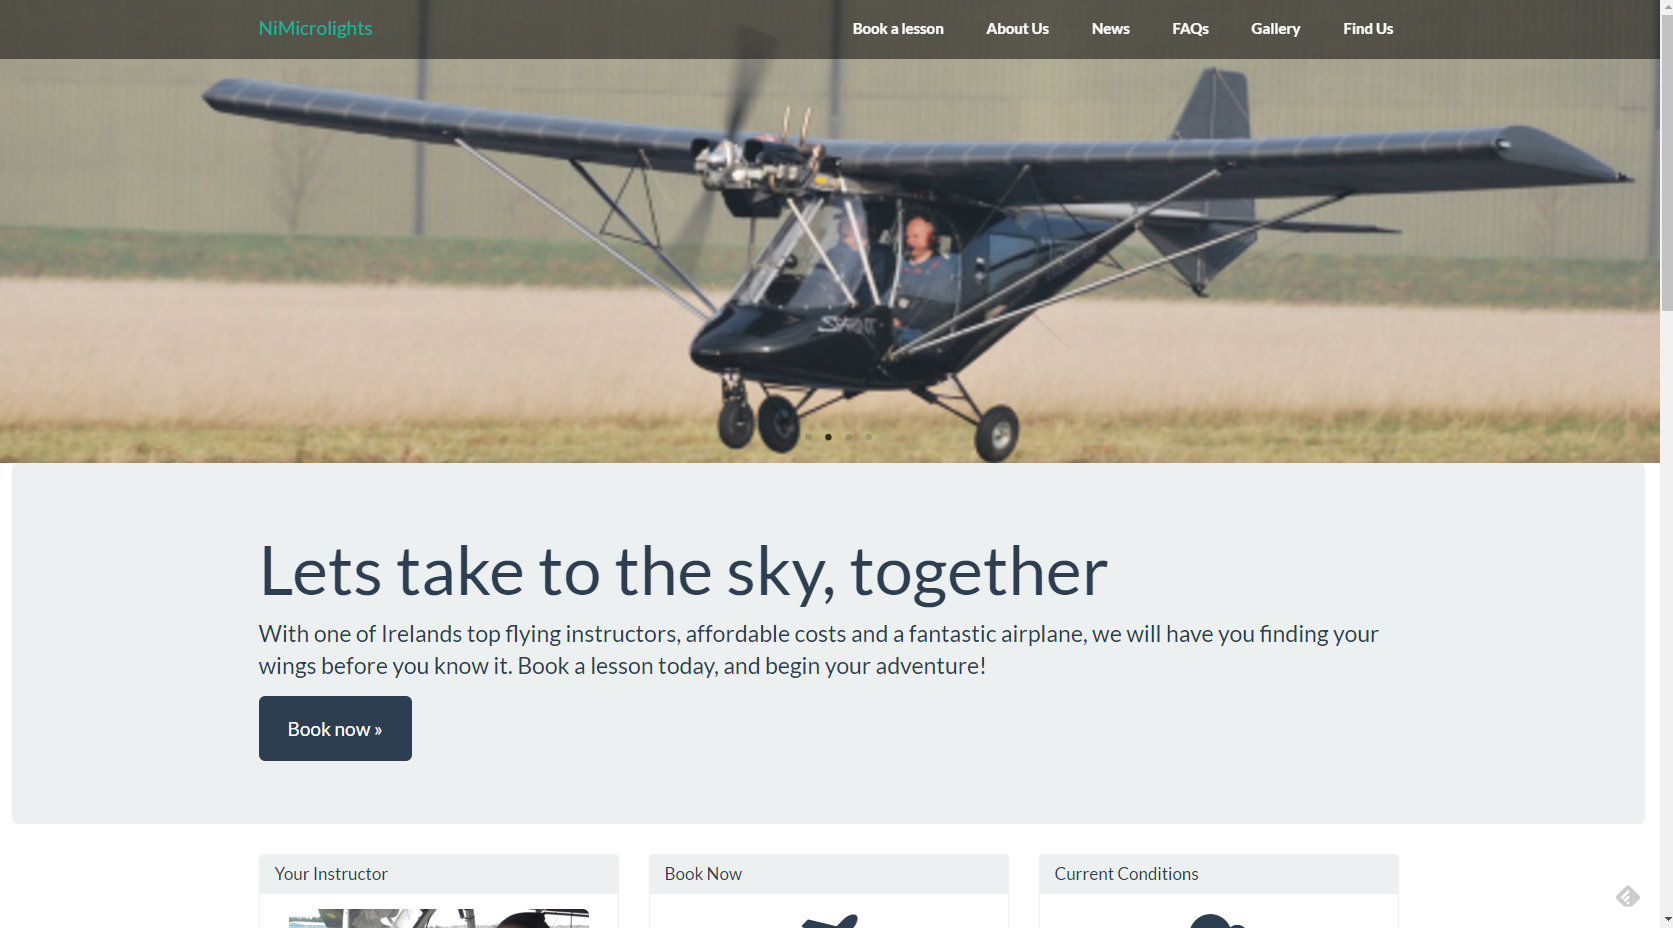 NiMicrolights
Book a lesson
About Us
News
FAQs
Gallery
Find Us
Lets take to the sky, together
With one of Irelands top flying instructors, affordable costs and a fantastic airplane, we will have you finding your
wings before you know it. Book a lesson today, and begin your adventure!
Book now »
Your Instructor
Book Now
Current Conditions